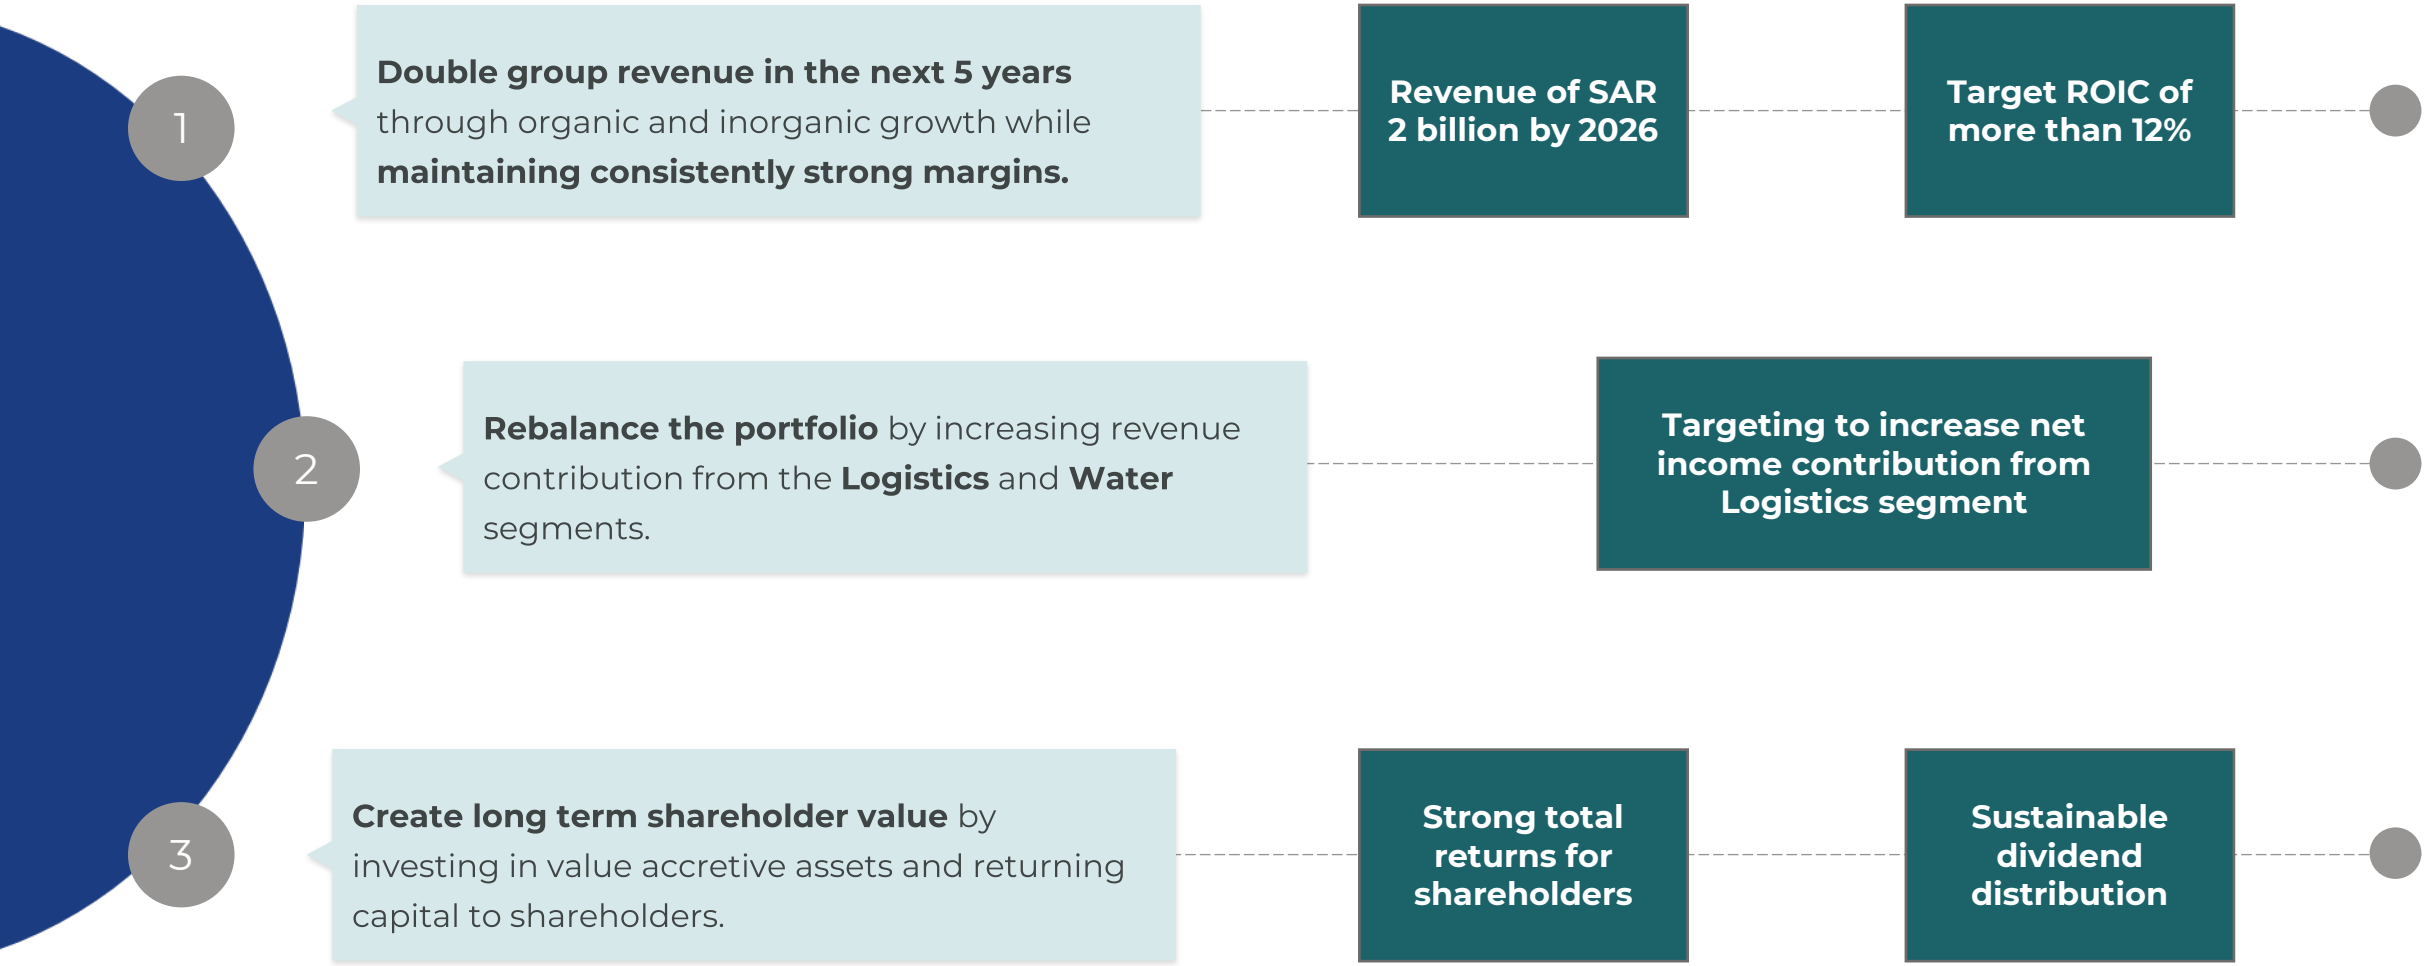 1
Double group revenue in the next 5 years
through organic and inorganic growth while
maintaining consistently strong margins.
Revenue of SAR
2 billion by 2026
Target ROIC of
more than 12%
2
Rebalance the portfolio by increasing revenue
contribution from the Logistics and Water
segments.
Targeting to increase net
income contribution from
Logistics segment
3
Create long term shareholder value by
investing in value accretive assets and returning
capital to shareholders.
Strong total
returns for
shareholders
Sustainable
dividend
distribution